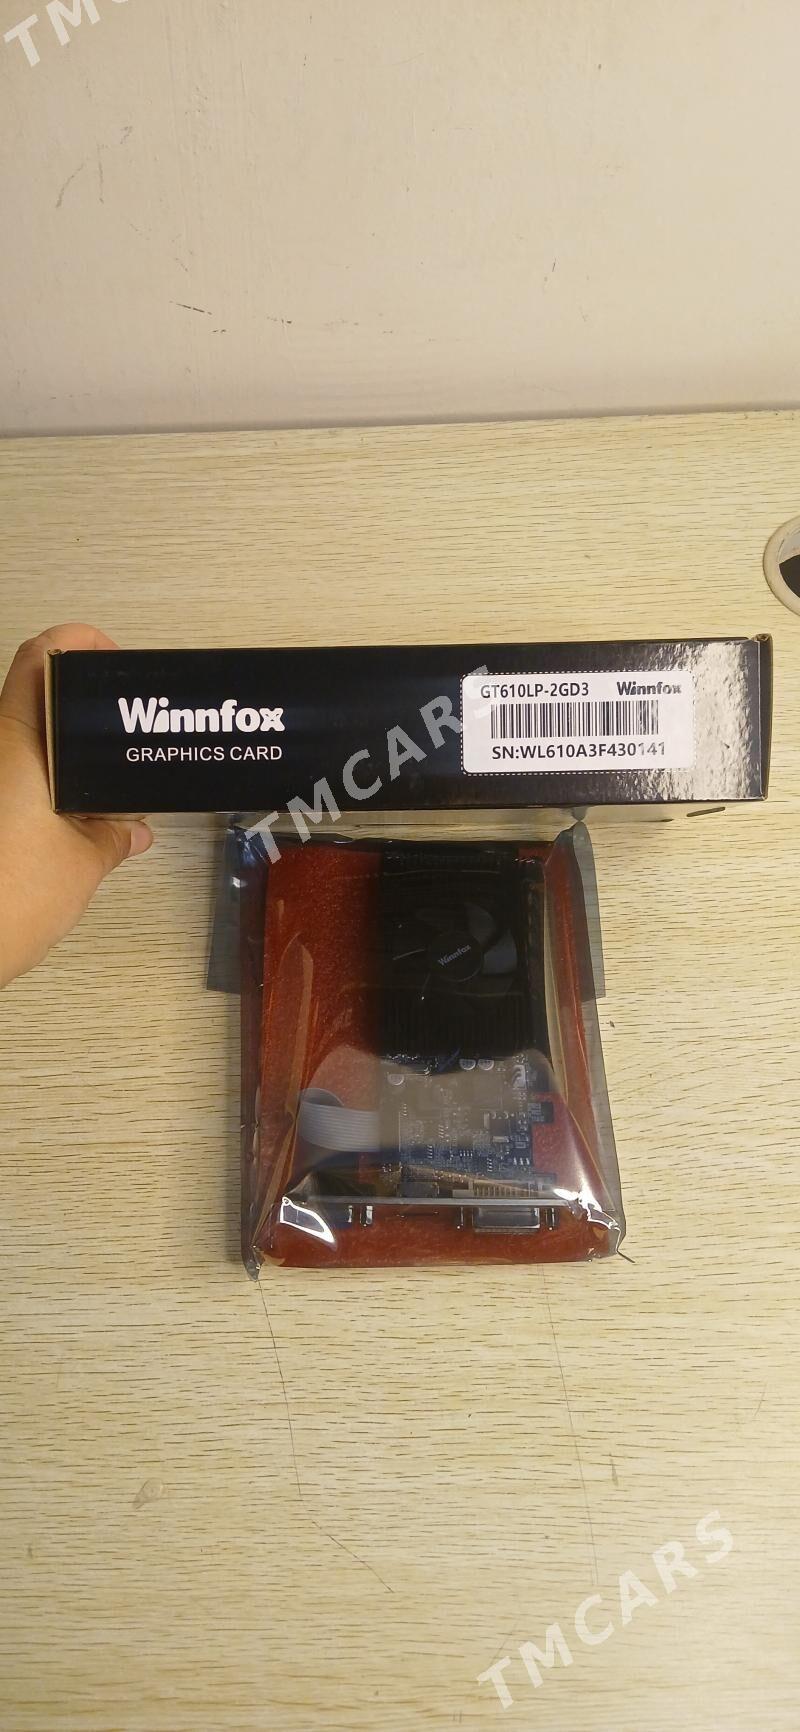 TMCARS
Winnfox
GRAPHICS CARD
GT610LP-2GD3 Winnfox
SN:WL610A3F430141
TMCARS
Winnfox
TMCARS